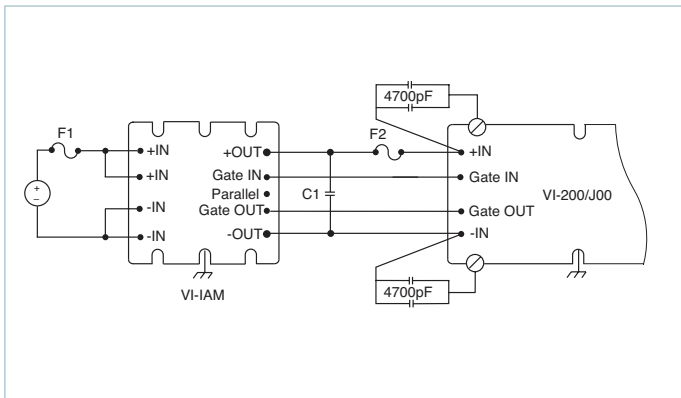 4700pF
F1
F2
+IN
+OUT
+IN
+IN
Gate IN
Gate IN
Parallel
C1
VI-200/J00
-IN
Gate OUT
Gate OUT
-IN
-OUT
-IN
VI-IAM
4700pF
+
–